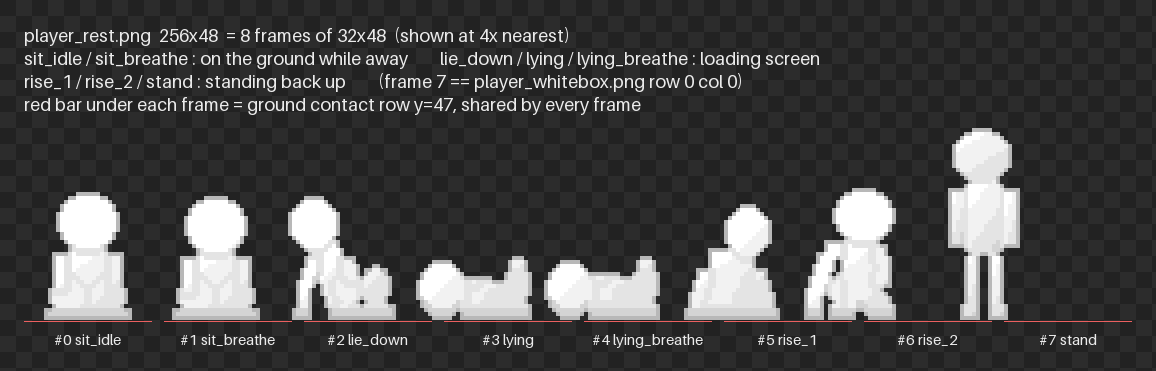 player_rest.png  256x48  = 8 frames of 32x48  (shown at 4x nearest)
sit_idle / sit_breathe : on the ground while away        lie_down / lying / lying_breathe : loading screen
rise_1 / rise_2 / stand : standing back up        (frame 7 == player_whitebox.png row 0 col 0)
red bar under each frame = ground contact row y=47, shared by every frame
#0 sit_idle    #1 sit_breathe    #2 lie_down    #3 lying    #4 lying_breathe    #5 rise_1    #6 rise_2    #7 stand